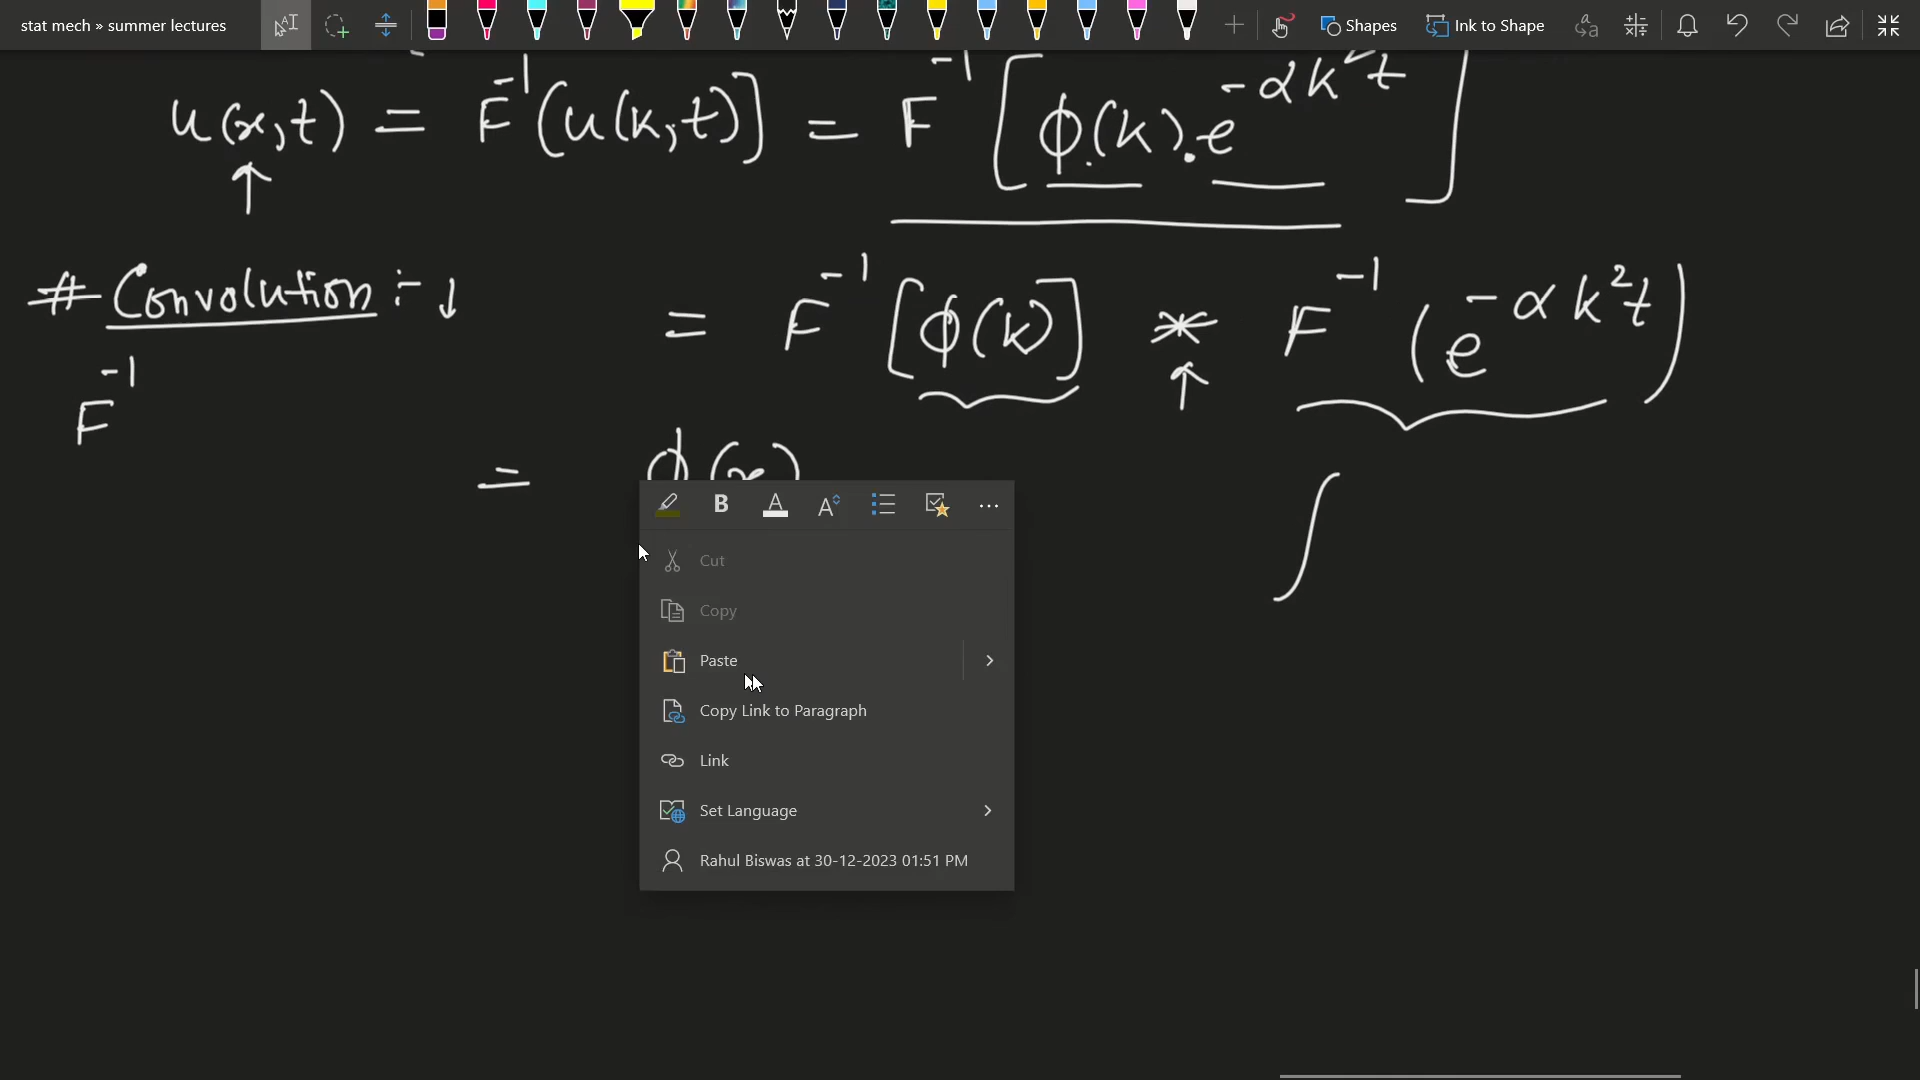 stat mech » summer lectures
Shapes
Ink to Shape
u(x,t) = F⁻¹(u(k,t)] = F⁻¹[ϕ(k).e^-αk²t]
# Convolution :- ↓
= F⁻¹[ϕ(k)] * F⁻¹(e^-αk²t)
F⁻¹
= ϕ(x)
∫
B A A
Cut
Copy
Paste
Copy Link to Paragraph
Link
Set Language
Rahul Biswas at 30-12-2023 01:51 PM